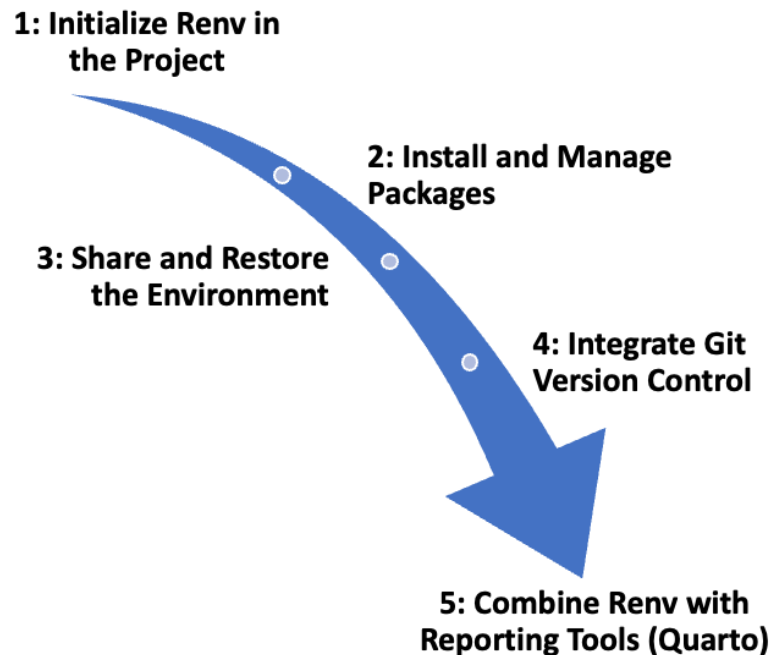 1: Initialize Renv in
the Project
2: Install and Manage
Packages
3: Share and Restore
the Environment
4: Integrate Git
Version Control
5: Combine Renv with
Reporting Tools (Quarto)